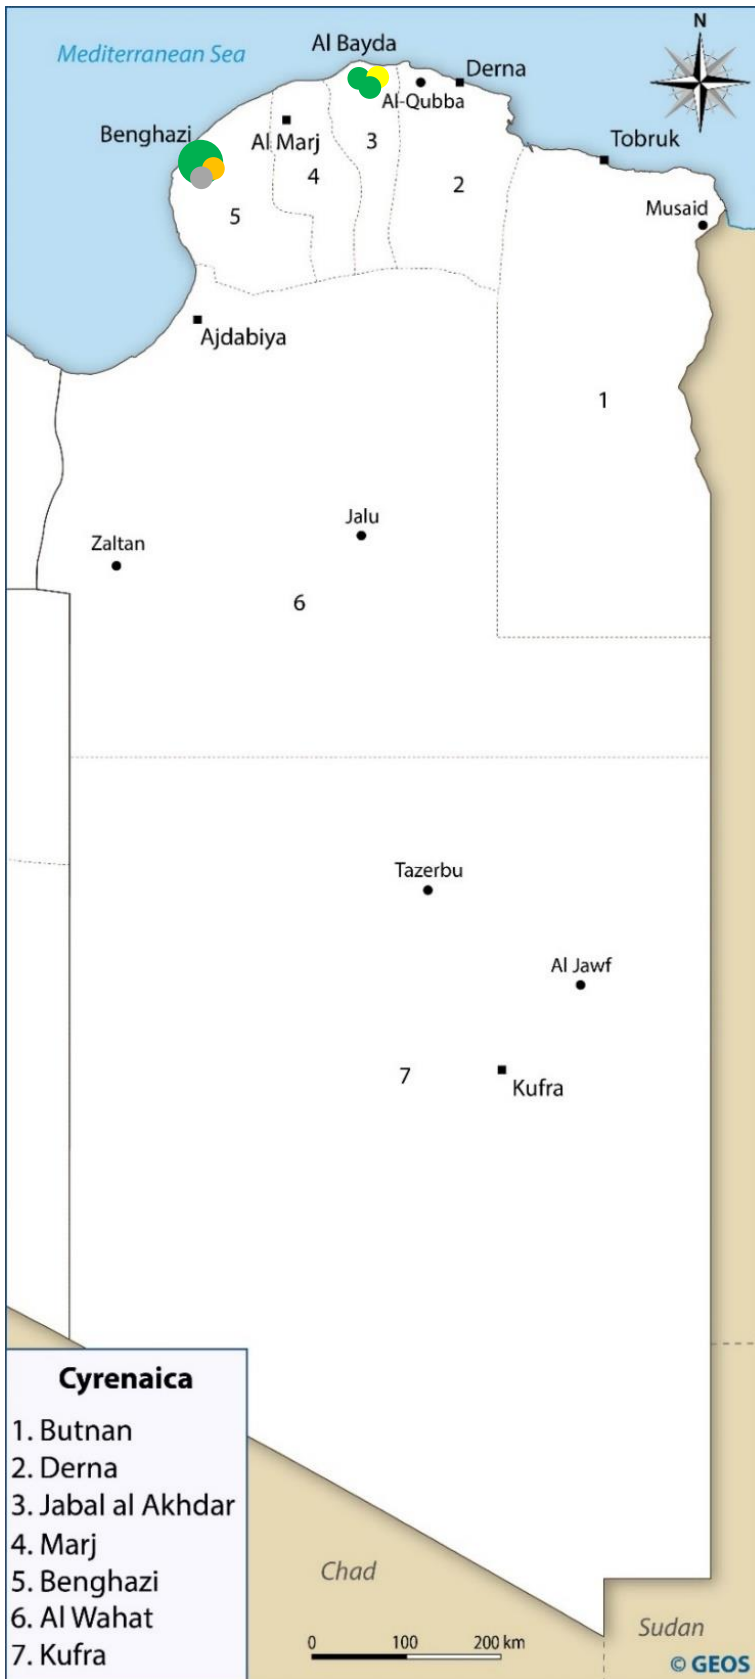 N
Mediterranean Sea
Al Bayda
Derna
Al-Qubba
Benghazi
Al Marj
3
Tobruk
4
2
Musaid
5
Ajdabiya
1
Jalu
Zaltan
6
Tazerbu
Al Jawf
7
Kufra
Cyrenaica
1. Butnan
2. Derna
3. Jabal al Akhdar
4. Marj
5. Benghazi
6. Al Wahat
7. Kufra
Chad
Sudan
0 100 200 km
© GEOS